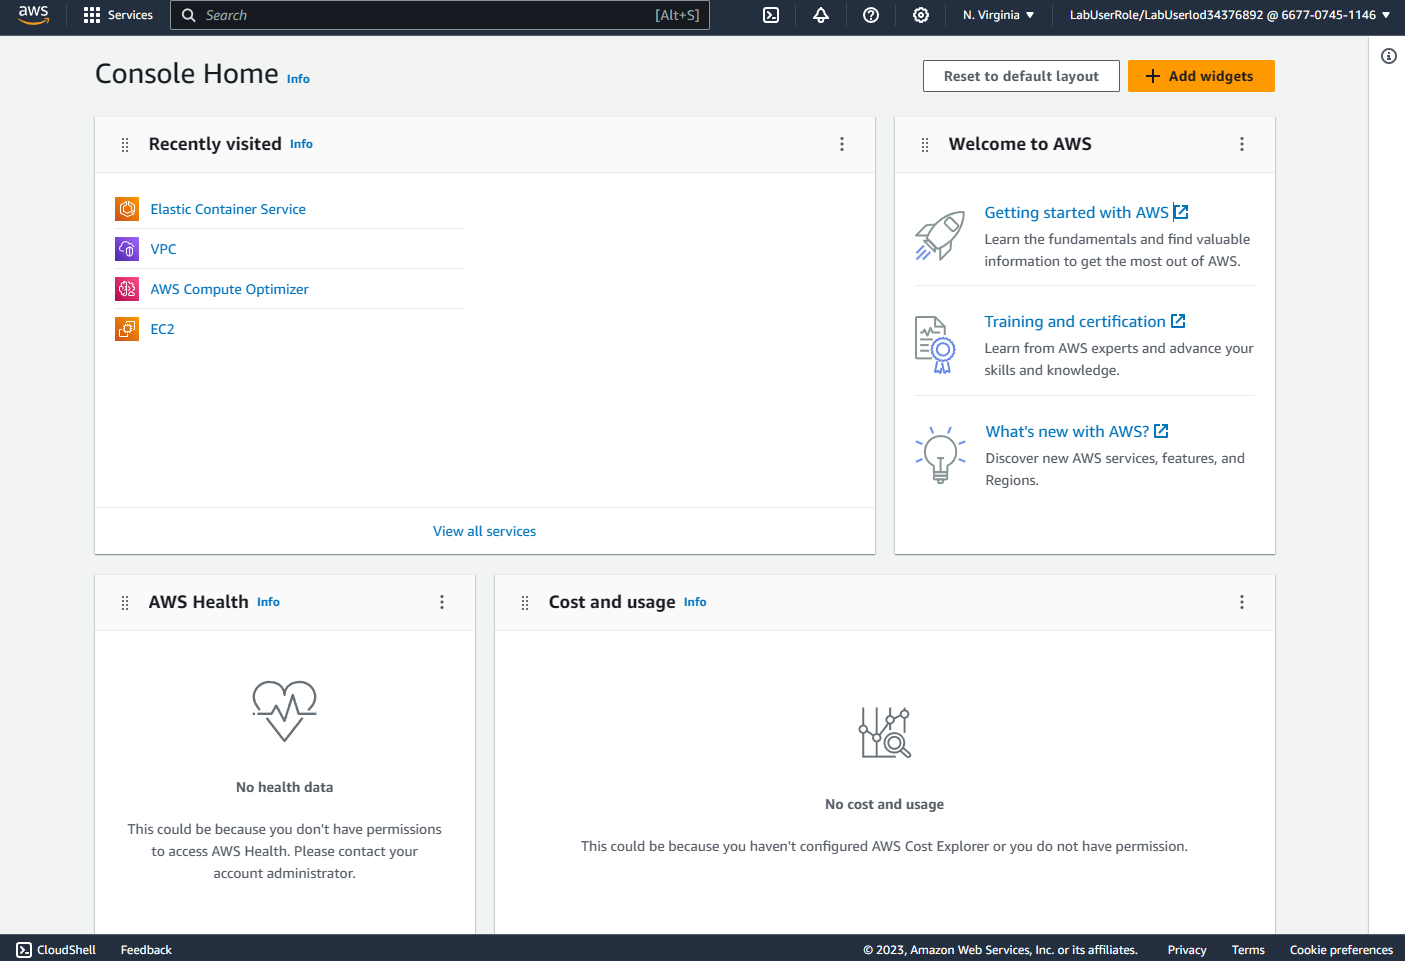 aws
Services
Search [Alt+S]
N. Virginia
LabUserRole/LabUserlod34376892 @ 6677-0745-1146
Console Home Info
Reset to default layout
Add widgets
Recently visited Info
Elastic Container Service
VPC
AWS Compute Optimizer
EC2
View all services
Welcome to AWS
Getting started with AWS
Learn the fundamentals and find valuable
information to get the most out of AWS.
Training and certification
Learn from AWS experts and advance your
skills and knowledge.
What's new with AWS?
Discover new AWS services, features, and
Regions.
AWS Health Info
No health data
This could be because you don't have permissions
to access AWS Health. Please contact your
account administrator.
Cost and usage Info
No cost and usage
This could be because you haven't configured AWS Cost Explorer or you do not have permission.
CloudShell
Feedback
© 2023, Amazon Web Services, Inc. or its affiliates.
Privacy
Terms
Cookie preferences